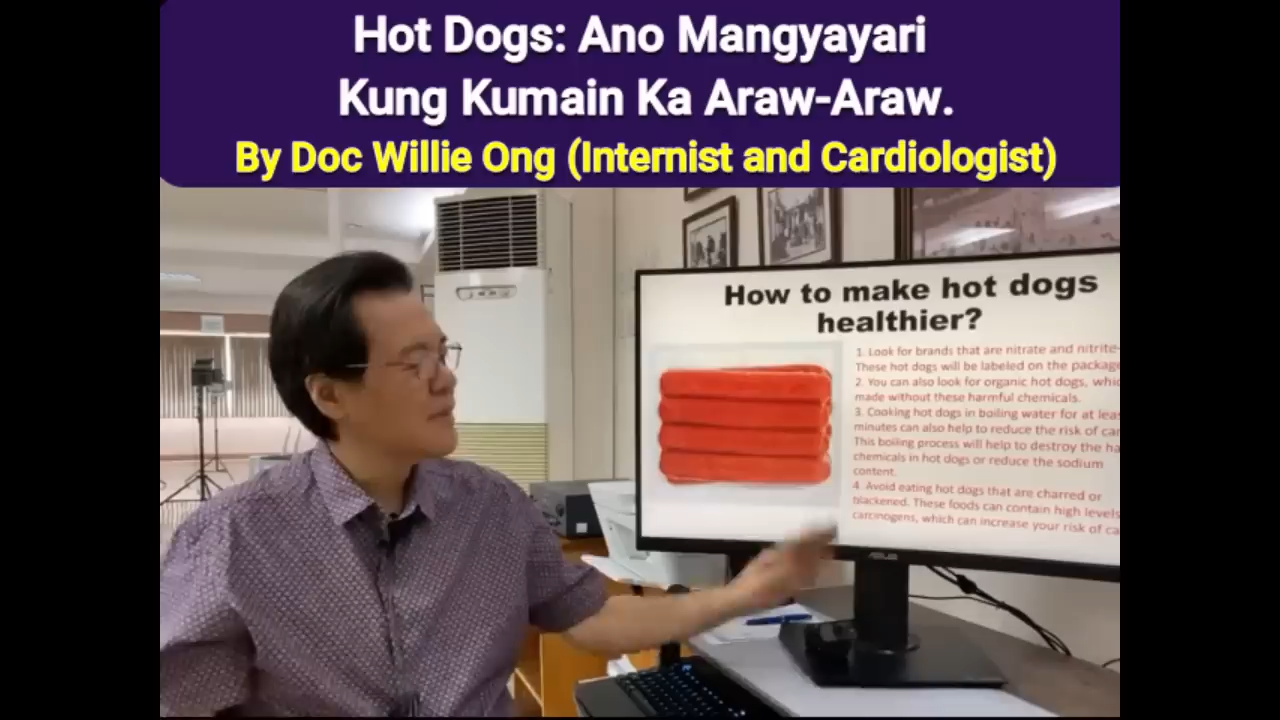 Hot Dogs: Ano Mangyayari
Kung Kumain Ka Araw-Araw.
By Doc Willie Ong (Internist and Cardiologist)
How to make hot dogs
healthier?
1. Look for brands that are nitrate and nitrite-
These hot dogs will be labeled on the package
2. You can also look for organic hot dogs,
made without these harmful chemicals.
3. Cooking hot dogs in boiling water for at
minutes can also help to reduce the risk of
This boiling process will help to destroy the
chemicals in hot dogs or reduce the sodium
content.
4. Avoid eating hot dogs that are charred or
blackened. These foods can contain high levels
carcinogens, which can increase your risk of
ASUS